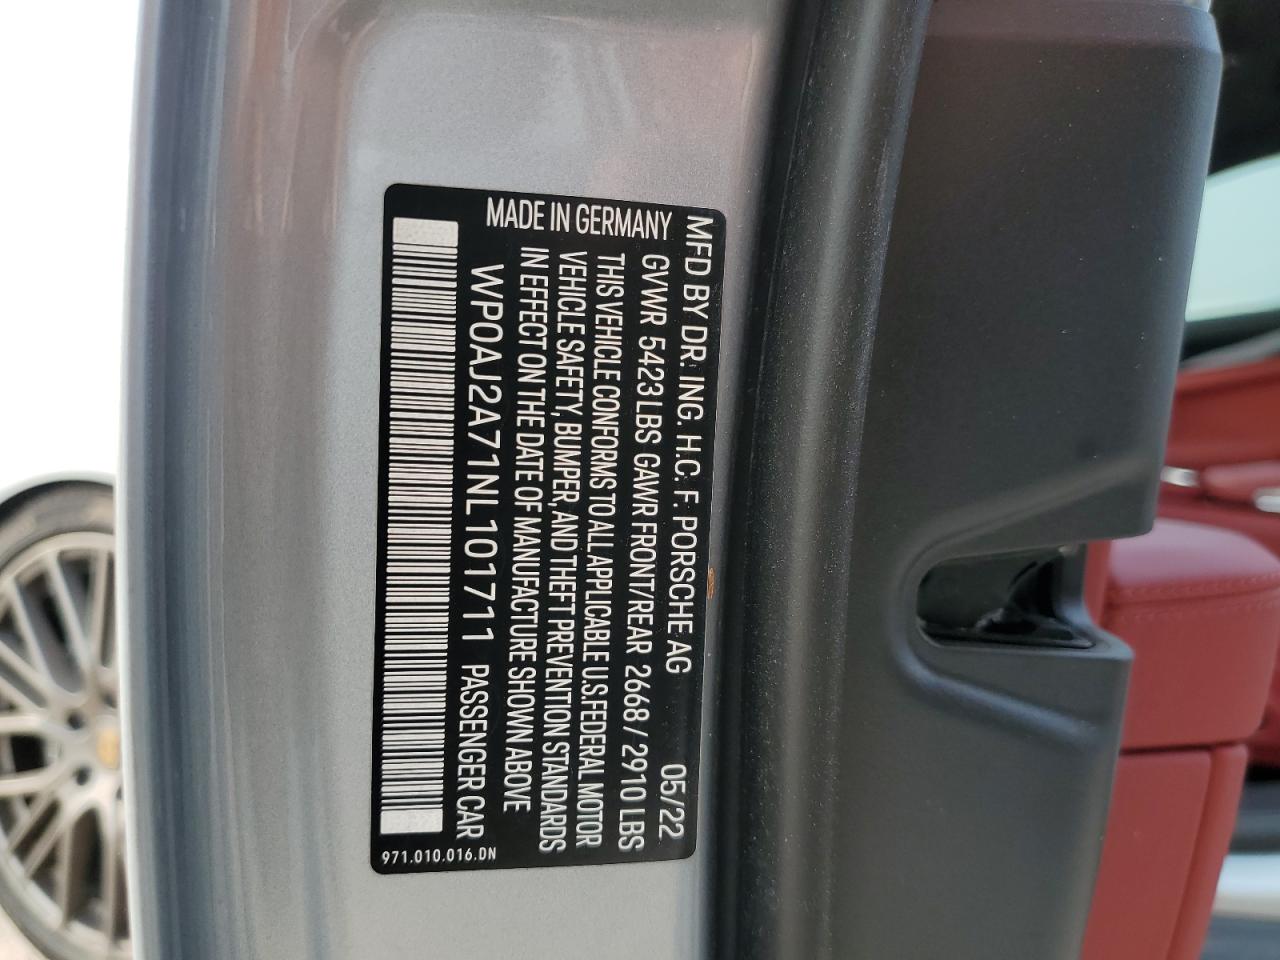 MFD BY DR. ING. H.C. F. PORSCHE AG 05/22
GVWR 5423 LBS GAWR FRONT/REAR 2668 / 2910 LBS
THIS VEHICLE CONFORMS TO ALL APPLICABLE U.S. FEDERAL MOTOR
VEHICLE SAFETY, BUMPER, AND THEFT PREVENTION STANDARDS
IN EFFECT ON THE DATE OF MANUFACTURE SHOWN ABOVE
MADE IN GERMANY
WP0AJ2A71NL101711 PASSENGER CAR
971.010.016.DN